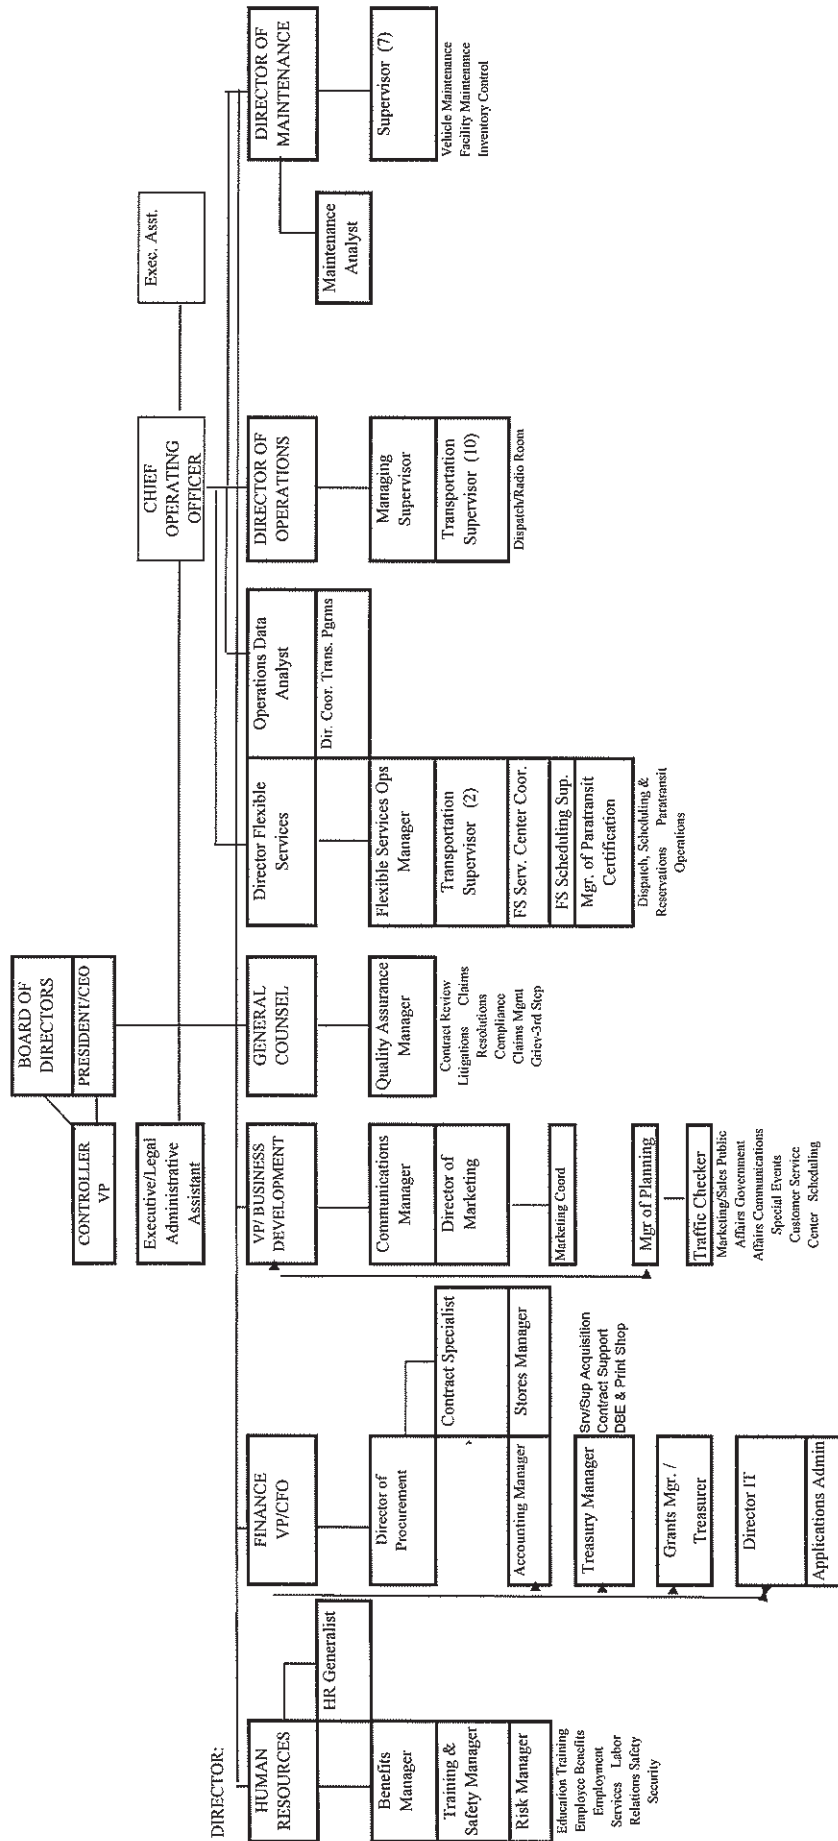 BOARD OF
DIRECTORS
PRESIDENT/CEO
CONTROLLER
VP
Executive/Legal
Administrative
Assistant
CHIEF
OPERATING
OFFICER
Exec. Asst.
DIRECTOR:
HUMAN
RESOURCES
HR Generalist
Benefits
Manager
Training &
Safety Manager
Risk Manager
Education Training
Employee Benefits
Employment
Services Labor
Relations Safety
Security
FINANCE
VP/CFO
Director of
Procurement
Contract Specialist
Stores Manager
Accounting Manager
Srv/Sup Acquisition
Contract Support
DBE & Print Shop
Treasury Manager
Grants Mgr. /
Treasurer
Director IT
Applications Admin
VP/ BUSINESS
DEVELOPMENT
Communications
Manager
Director of
Marketing
Marketing Coord
Mgr of Planning
Traffic Checker
Marketing/Sales Public
Affairs Government
Affairs Communications
Special Events
Customer Service
Center Scheduling
GENERAL
COUNSEL
Quality Assurance
Manager
Contract Review
Litigations Claims
Resolutions
Compliance
Claims Mgmt
Griev-3rd Step
Director Flexible
Services
Flexible Services Ops
Manager
Transportation
Supervisor (2)
FS Serv. Center Coor.
FS Scheduling Sup.
Mgr. of Paratransit
Certification
Dispatch, Scheduling &
Reservations Paratransit
Operations
Operations Data
Analyst
Dir. Coor. Trans. Pgrms
DIRECTOR OF
OPERATIONS
Managing
Supervisor
Transportation
Supervisor (10)
Dispatch/Radio Room
DIRECTOR OF
MAINTENANCE
Maintenance
Analyst
Supervisor (7)
Vehicle Maintenance
Facility Maintenance
Inventory Control